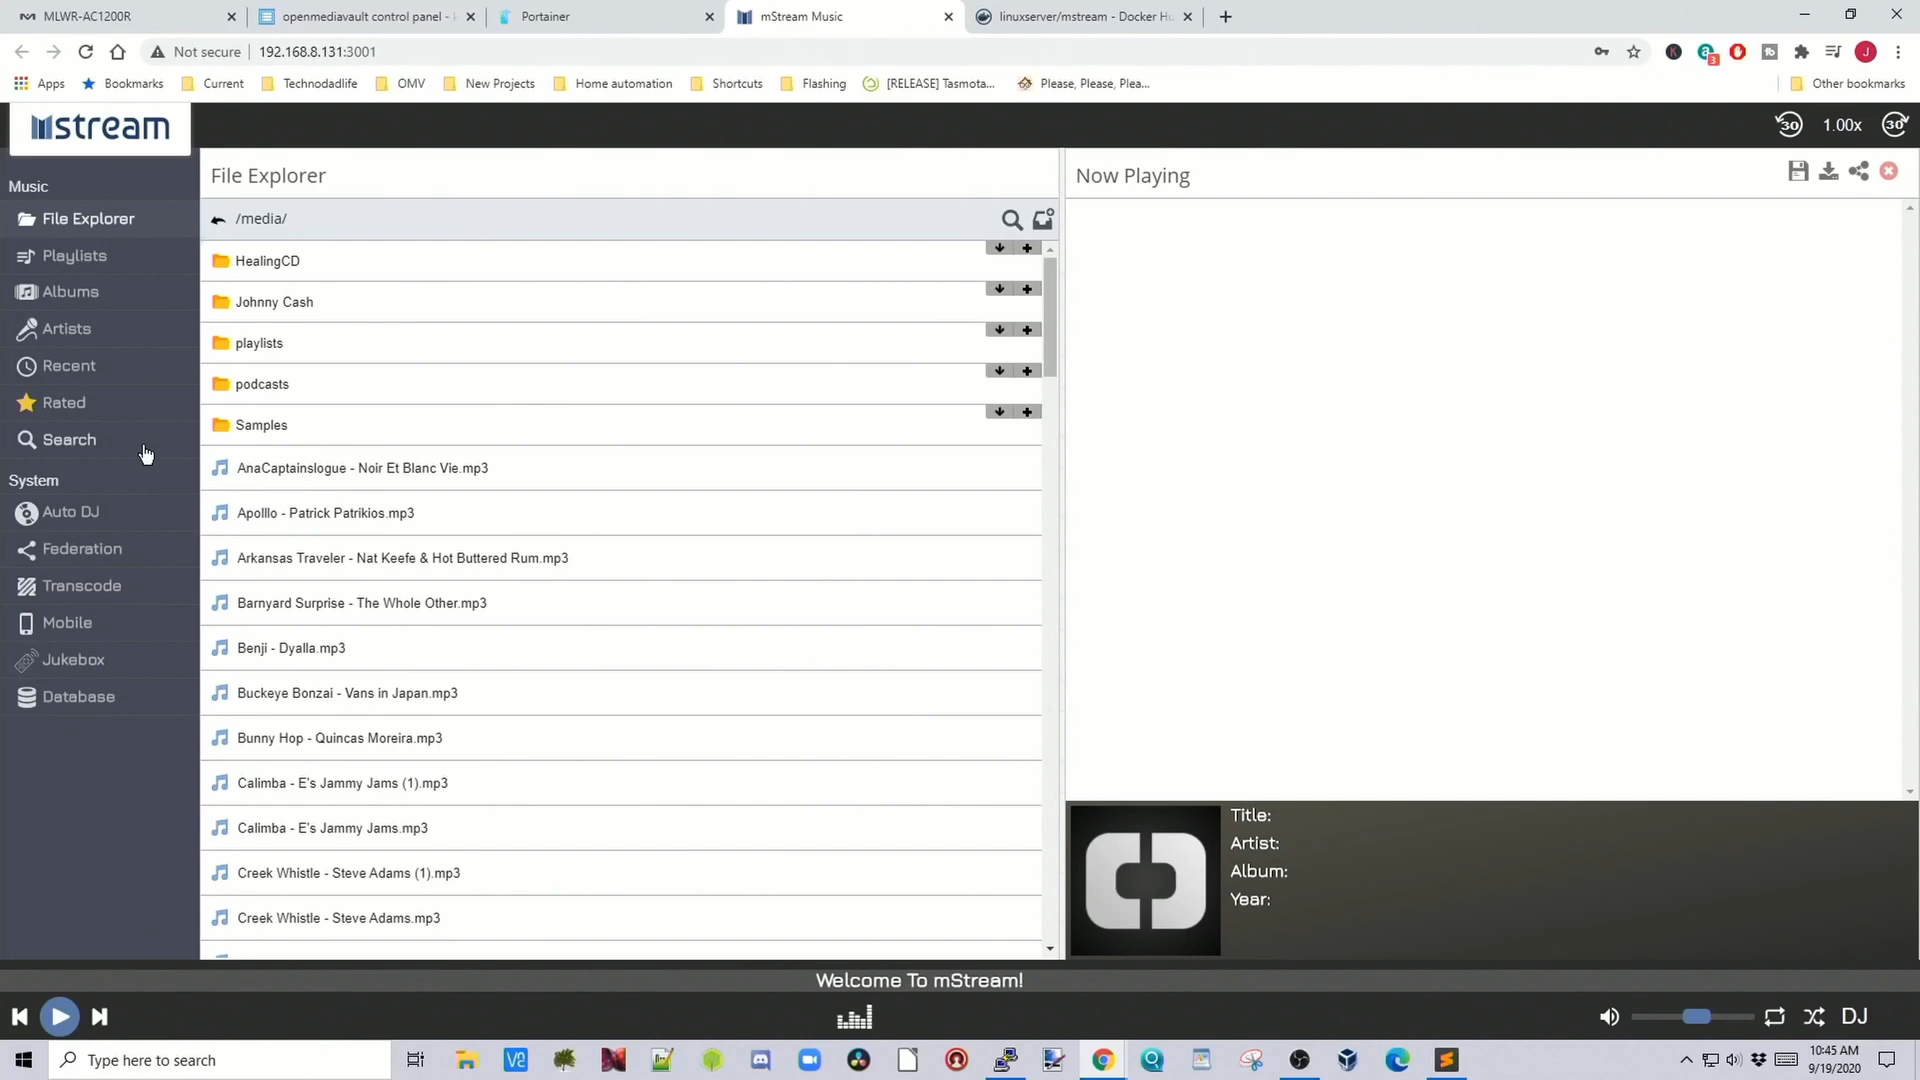 MLWR-AC1200R
openmediavault control panel -
Portainer
mStream Music
linuxserver/mstream - Docker Hu
Not secure
192.168.8.131:3001
3
J
Apps
Bookmarks
Current
Technodadlife
OMV
New Projects
Home automation
Shortcuts
Flashing
[RELEASE] Tasmota...
Please, Please, Plea...
Other bookmarks
mstream
30
1.00x
30
Music
File Explorer
Playlists
Albums
Artists
Recent
Rated
Search
System
Auto DJ
Federation
Transcode
Mobile
Jukebox
Database
File Explorer
/media/
HealingCD
Johnny Cash
playlists
podcasts
Samples
AnaCaptainslogue - Noir Et Blanc Vie.mp3
Apolllo - Patrick Patrikios.mp3
Arkansas Traveler - Nat Keefe & Hot Buttered Rum.mp3
Barnyard Surprise - The Whole Other.mp3
Benji - Dyalla.mp3
Buckeye Bonzai - Vans in Japan.mp3
Bunny Hop - Quincas Moreira.mp3
Calimba - E's Jammy Jams (1).mp3
Calimba - E's Jammy Jams.mp3
Creek Whistle - Steve Adams (1).mp3
Creek Whistle - Steve Adams.mp3
Now Playing
Title:
Artist:
Album:
Year:
Welcome To mStream!
DJ
Type here to search
10:45 AM
9/19/2020